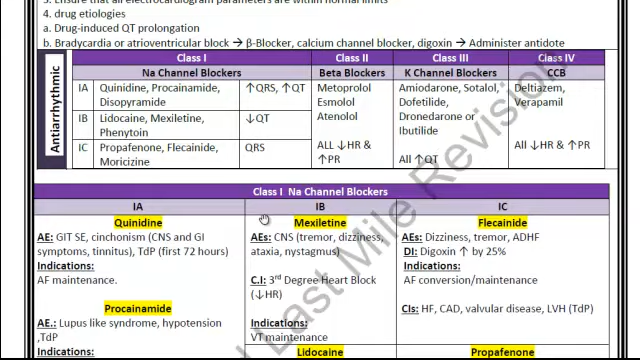 5. Ensure that all electrocardiogram parameters are within normal limits
4. drug etiologies
a. Drug-induced QT prolongation
b. Bradycardia or atrioventricular block → β-Blocker, calcium channel blocker, digoxin → Administer antidote
Antiarrhythmic
Class I Class II Class III Class IV
Na Channel Blockers Beta Blockers K Channel Blockers CCB
IA Quinidine, Procainamide, Disopyramide ↑QRS, ↑QT
IB Lidocaine, Mexiletine, Phenytoin ↓QT
IC Propafenone, Flecainide, Moricizine QRS
Metoprolol
Esmolol
Atenolol
ALL ↓HR &
↑PR
Amiodarone, Sotalol,
Dofetilide,
Dronedarone or
Ibutilide
All ↑QT
Deltiazem,
Verapamil
All ↓HR & ↑PR
Class I Na Channel Blockers
IA IB IC
Quinidine
AE: GIT SE, cinchonism (CNS and GI
symptoms, tinnitus), TdP (first 72 hours)
Indications:
AF maintenance.
Procainamide
AE.: Lupus like syndrome, hypotension
,TdP
Indications:
Mexiletine
AEs: CNS (tremor, dizziness,
ataxia, nystagmus)
C.I: 3rd Degree Heart Block
(↓HR)
Indications:
VT maintenance
Lidocaine
Flecainide
AEs: Dizziness, tremor, ADHF
DI: Digoxin ↑ by 25%
Indications:
AF conversion/maintenance
CIs: HF, CAD, valvular disease, LVH (TdP)
Propafenone
Last Mile Revision